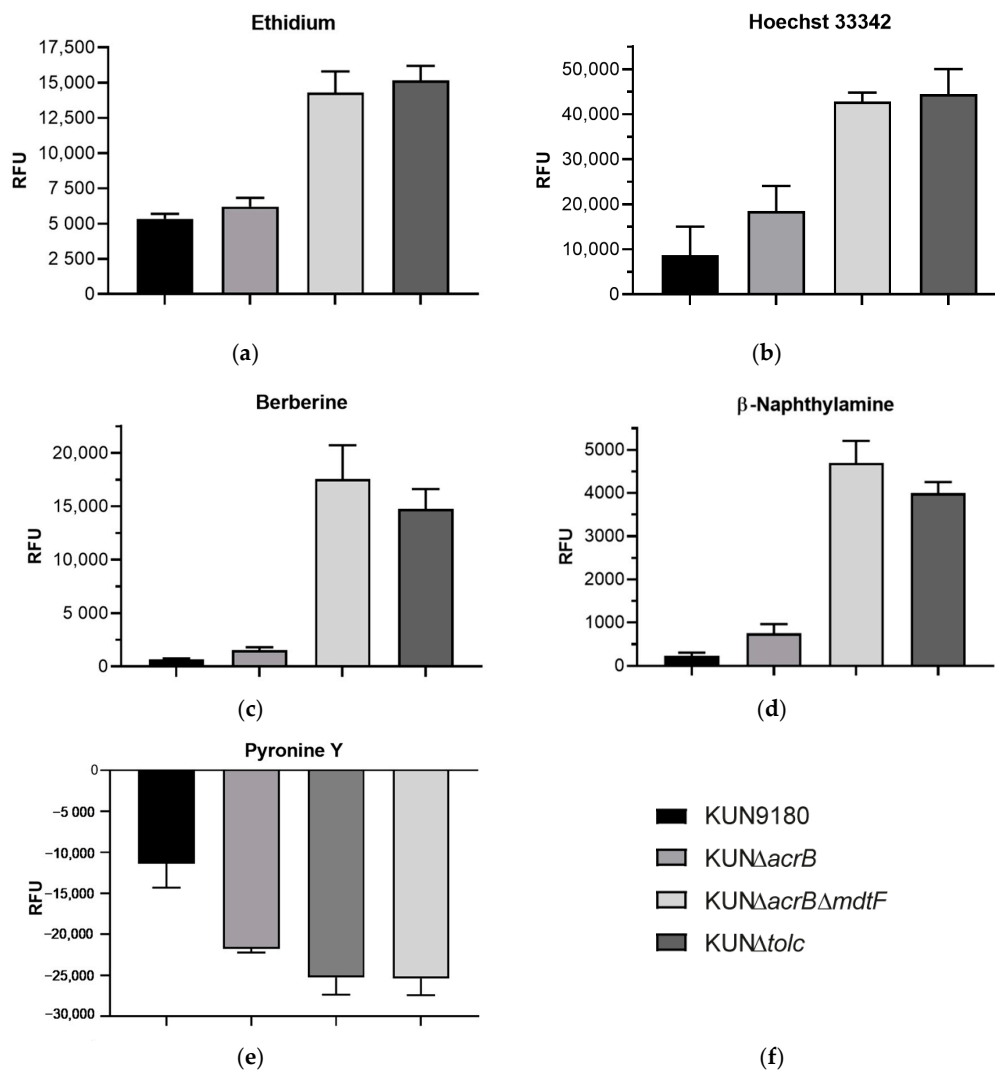 Ethidium
17,500
15,000
12,500
10,000
7 500
5,000
2 500
0
RFU
(a)
Hoechst 33342
50,000
40,000
30,000
20,000
10,000
0
RFU
(b)
Berberine
20,000
15,000
10,000
5 000
0
RFU
(c)
β-Naphthylamine
5000
4000
3000
2000
1000
0
RFU
(d)
Pyronine Y
0
−5 000
−10,000
−15,000
−20,000
−25,000
−30,000
RFU
(e)
KUN9180
KUNΔacrB
KUNΔacrBΔmdtF
KUNΔtolc
(f)